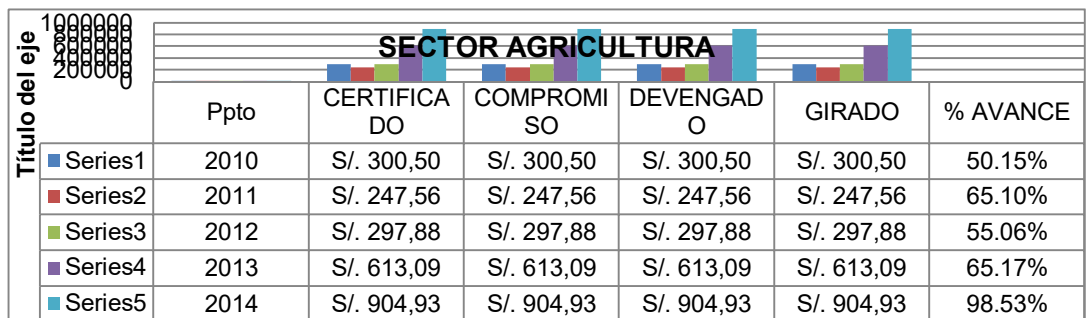 1000000
800000
600000
400000
200000
0
Título del eje
SECTOR AGRICULTURA
Ppto CERTIFICA COMPROMI DEVENGAD GIRADO % AVANCE
DO SO O
Series1 2010 S/. 300,50 S/. 300,50 S/. 300,50 S/. 300,50 50.15%
Series2 2011 S/. 247,56 S/. 247,56 S/. 247,56 S/. 247,56 65.10%
Series3 2012 S/. 297,88 S/. 297,88 S/. 297,88 S/. 297,88 55.06%
Series4 2013 S/. 613,09 S/. 613,09 S/. 613,09 S/. 613,09 65.17%
Series5 2014 S/. 904,93 S/. 904,93 S/. 904,93 S/. 904,93 98.53%